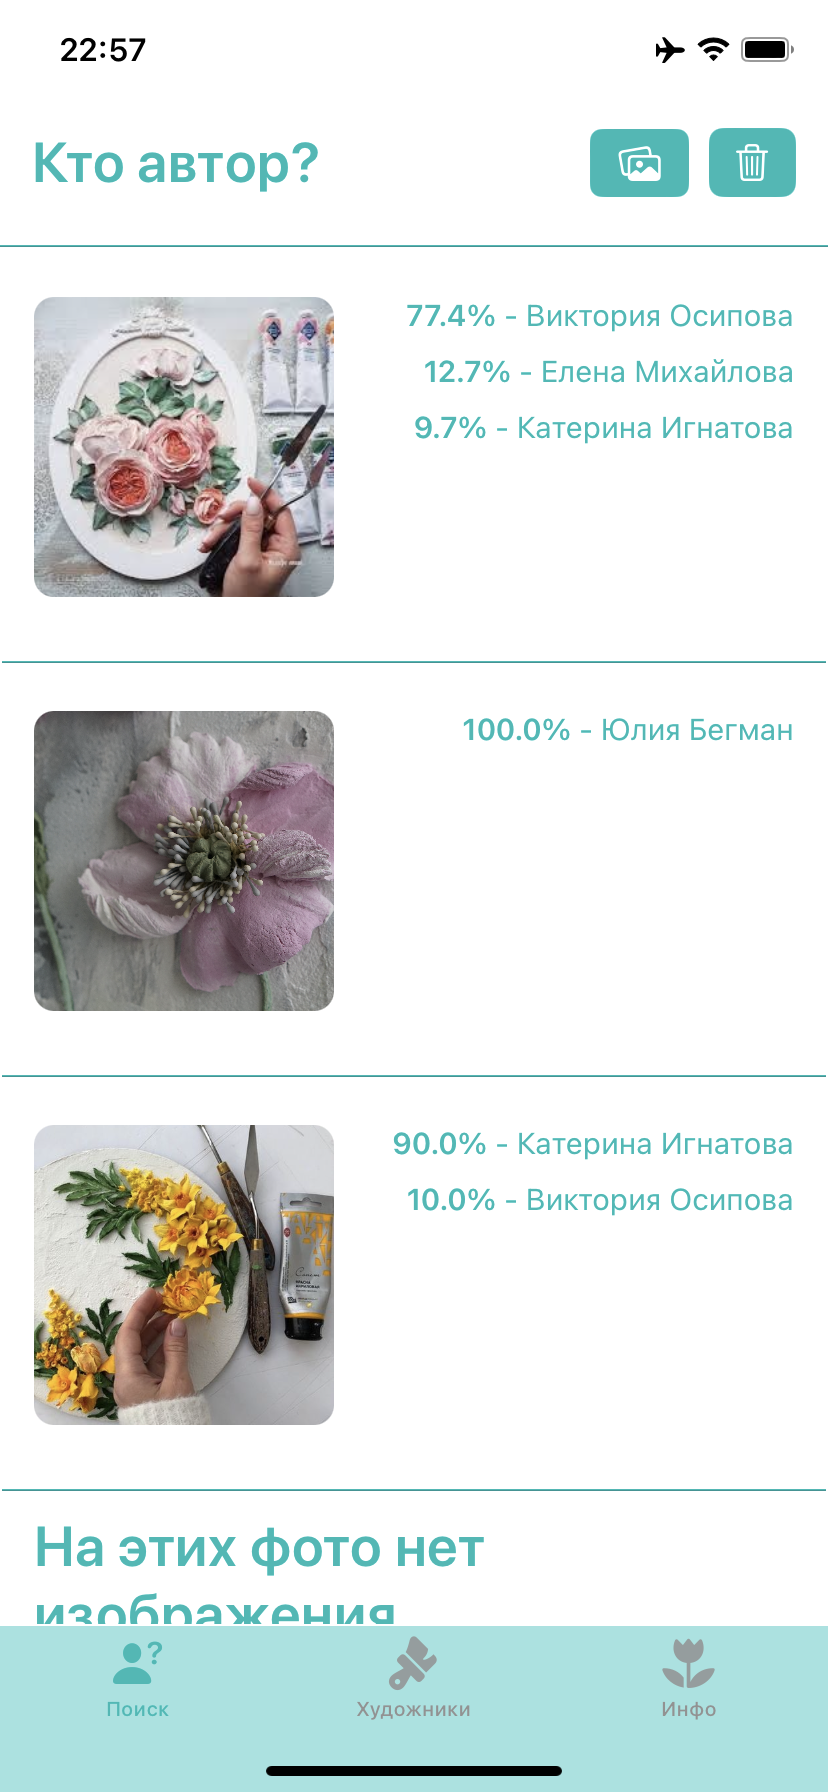 22:57
Кто автор?
77.4% - Виктория Осипова
12.7% - Елена Михайлова
9.7% - Катерина Игнатова
100.0% - Юлия Бегман
90.0% - Катерина Игнатова
10.0% - Виктория Осипова
На этих фото нет
изображения
Поиск
Художники
Инфо